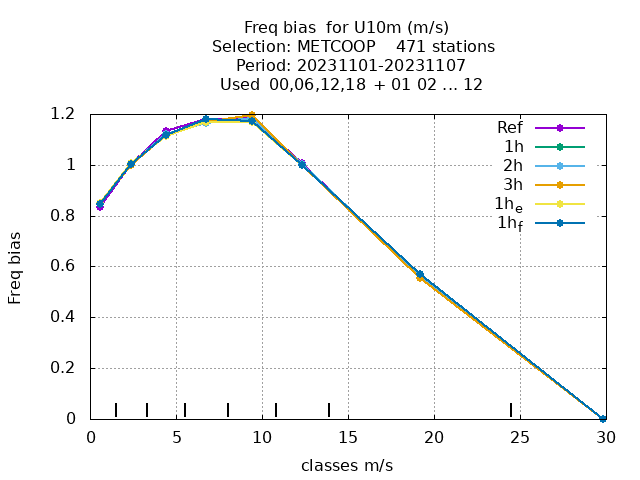 Freq bias  for U10m (m/s)
Selection: METCOOP    471 stations
Period: 20231101-20231107
Used  00,06,12,18  + 01 02 ... 12
Ref
1h
2h
3h
1h_e
1h_f
Freq bias
1.2
1
0.8
0.6
0.4
0.2
0
0 5 10 15 20 25 30
classes m/s